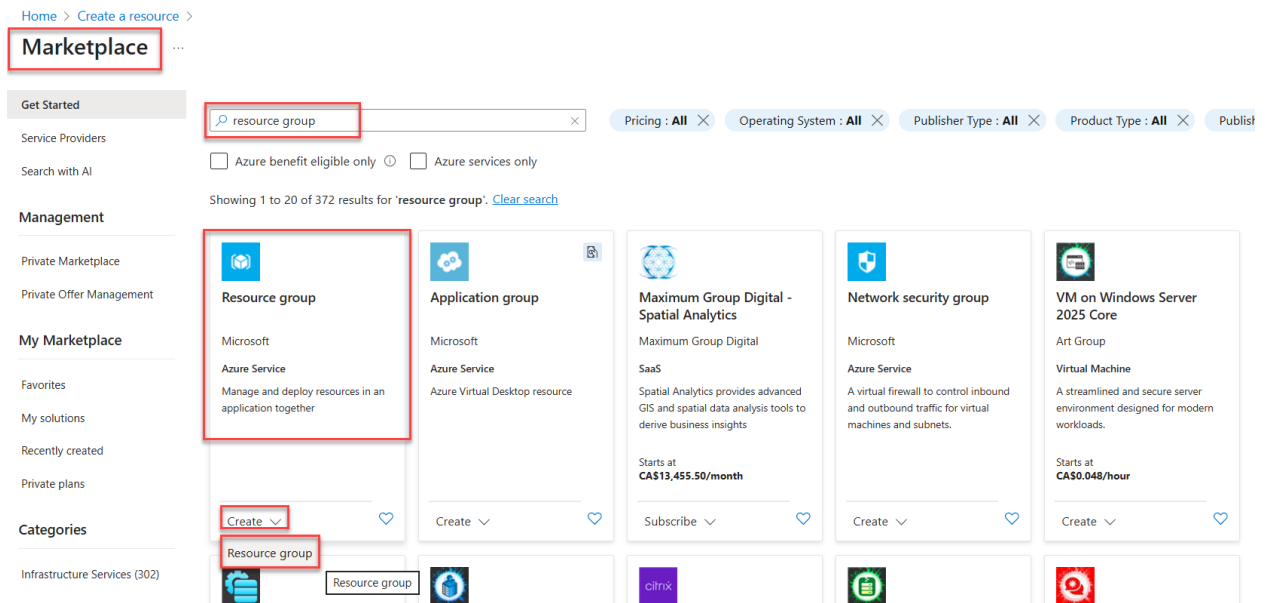 Home > Create a resource >
Marketplace ...
Get Started
Service Providers
Search with AI
Management
Private Marketplace
Private Offer Management
My Marketplace
Favorites
My solutions
Recently created
Private plans
Categories
Infrastructure Services (302)
resource group
Pricing : All
Operating System : All
Publisher Type : All
Product Type : All
Publish
Azure benefit eligible only
Azure services only
Showing 1 to 20 of 372 results for 'resource group'. Clear search
Resource group
Microsoft
Azure Service
Manage and deploy resources in an
application together
Create
Resource group
Resource group
Application group
Microsoft
Azure Service
Azure Virtual Desktop resource
Create
Maximum Group Digital -
Spatial Analytics
Maximum Group Digital
SaaS
Spatial Analytics provides advanced
GIS and spatial data analysis tools to
derive business insights
Starts at
CA$13,455.50/month
Subscribe
Network security group
Microsoft
Azure Service
A virtual firewall to control inbound
and outbound traffic for virtual
machines and subnets.
Create
VM on Windows Server
2025 Core
Art Group
Virtual Machine
A streamlined and secure server
environment designed for modern
workloads.
Starts at
CA$0.048/hour
Create
citrix